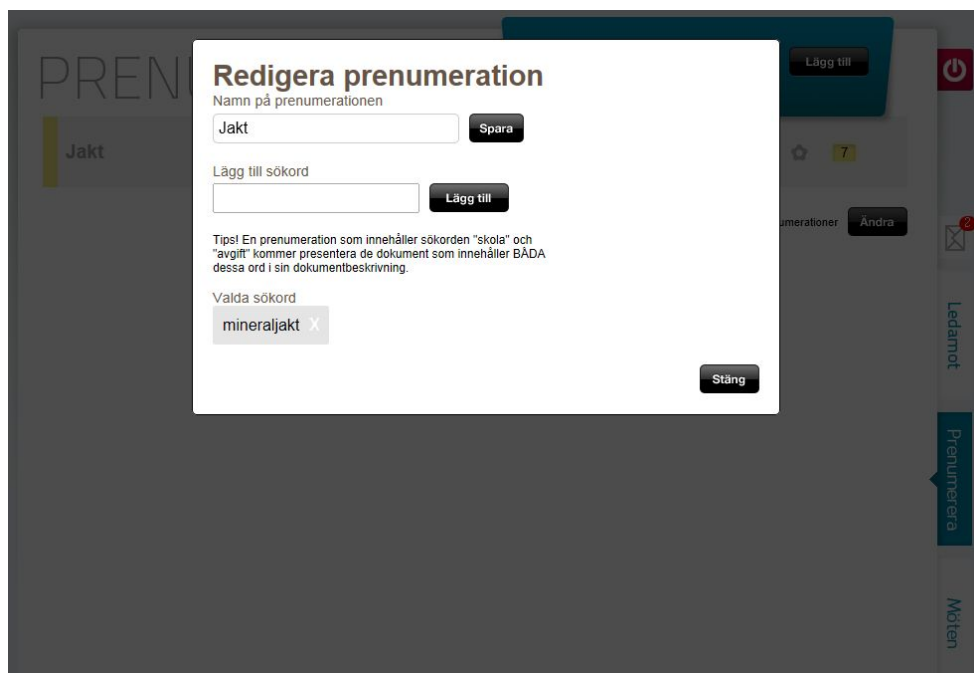 PRENU
Lägg till
Jakt
7
umerationer
Ändra
2
Redigera prenumeration
Namn på prenumerationen
Jakt
Spara
Lägg till sökord
Lägg till
Tips! En prenumeration som innehåller sökorden "skola" och
"avgift" kommer presentera de dokument som innehåller BÅDA
dessa ord i sin dokumentbeskrivning.
Valda sökord
mineraljakt X
Stäng
Ledamot
Prenumerera
Möten